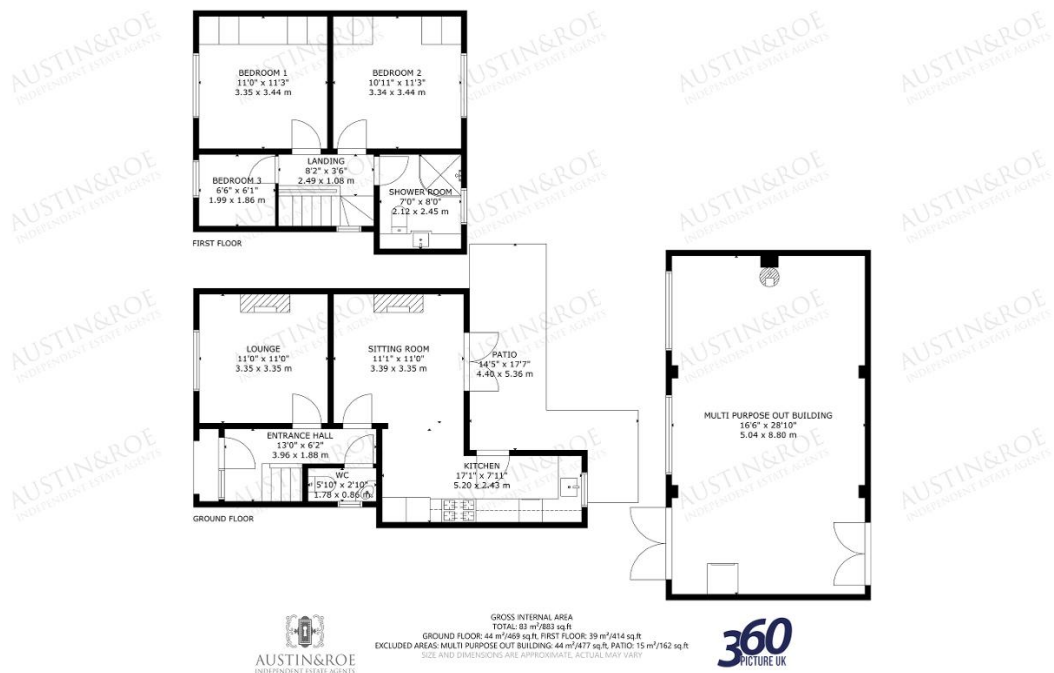 BEDROOM 1
11'0" x 11'3"
3.35 x 3.44 m
BEDROOM 2
10'11" x 11'3"
3.34 x 3.44 m
LANDING
8'2" x 3'6"
2.49 x 1.08 m
BEDROOM 3
6'6" x 6'1"
1.99 x 1.86 m
SHOWER ROOM
7'0" x 8'0"
2.12 x 2.45 m
FIRST FLOOR
LOUNGE
11'0" x 11'0"
3.35 x 3.35 m
SITTING ROOM
11'1" x 11'0"
3.39 x 3.35 m
PATIO
14'5" x 17'7"
4.40 x 5.36 m
MULTI PURPOSE OUT BUILDING
16'6" x 28'10"
5.04 x 8.80 m
ENTRANCE HALL
13'0" x 6'2"
3.96 x 1.88 m
WC
5'10" x 2'10"
1.78 x 0.86 m
KITCHEN
17'1" x 7'11"
5.20 x 2.43 m
GROUND FLOOR
GROSS INTERNAL AREA
TOTAL: 83 m²/883 sq.ft
GROUND FLOOR: 44 m²/469 sq.ft, FIRST FLOOR: 39 m²/414 sq.ft
EXCLUDED AREAS: MULTI PURPOSE OUT BUILDING: 44 m²/477 sq.ft, PATIO: 15 m²/162 sq.ft
SIZE AND DIMENSIONS ARE APPROXIMATE, ACTUAL MAY VARY
AUSTIN&ROE
INDEPENDENT ESTATE AGENTS
360
PICTURE UK
AUSTIN&ROE
INDEPENDENT ESTATE AGENTS